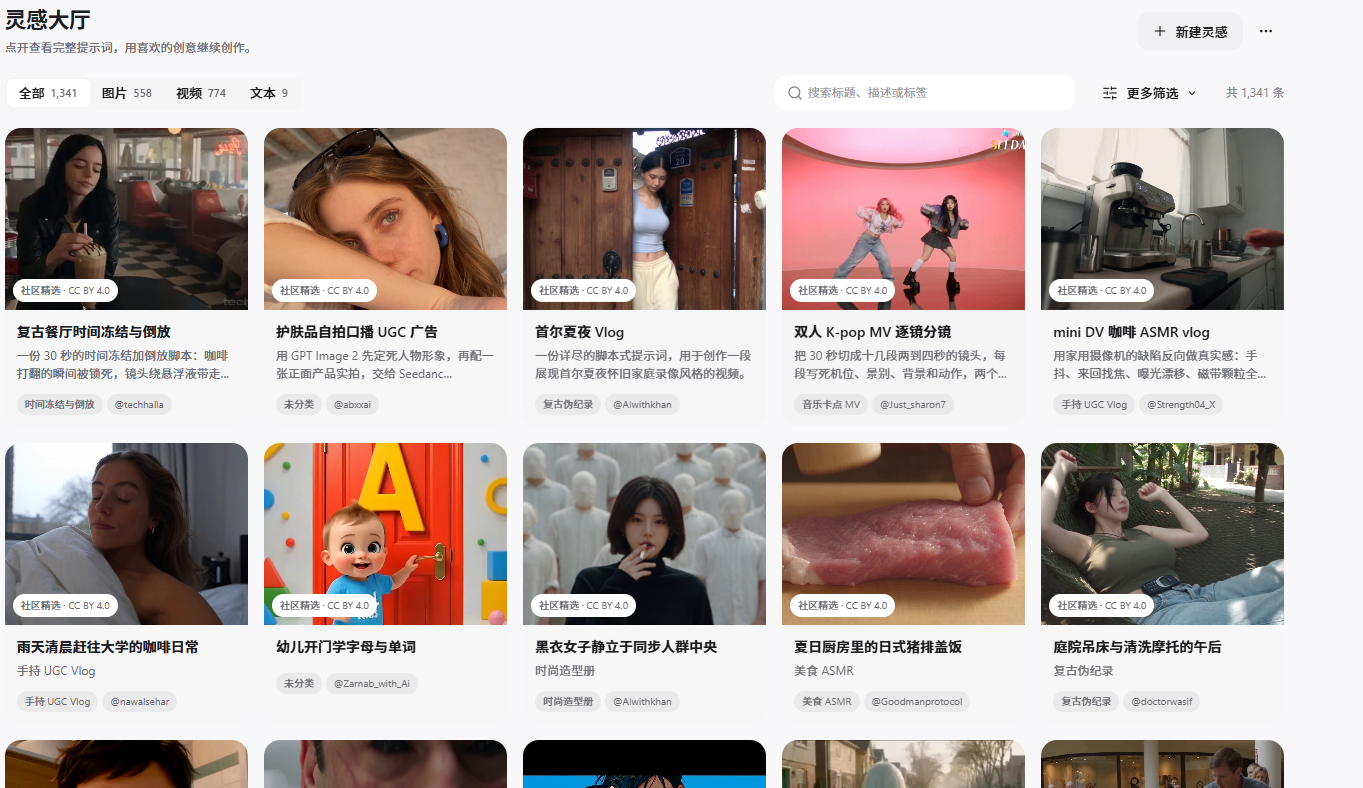 灵感大厅
点开查看完整提示词，用喜欢的创意继续创作。
新建灵感
全部 1,341 图片 558 视频 774 文本 9
搜索标题、描述或标签
更多筛选
共 1,341 条
20
社区精选 · CC BY 4.0
社区精选 · CC BY 4.0
社区精选 · CC BY 4.0
社区精选 · CC BY 4.0
社区精选 · CC BY 4.0
复古餐厅时间冻结与倒放
一份 30 秒的时间冻结加倒放脚本：咖啡
打翻的瞬间被锁死，镜头绕悬浮液带走...
时间冻结与倒放 @techhalla
护肤品自拍口播 UGC 广告
用 GPT Image 2 先定死人物形象，再配一
张正面产品实拍，交给 Seedanc...
未分类 @abxxai
首尔夏夜 Vlog
一份详尽的脚本式提示词，用于创作一段
展现首尔夏夜怀旧家庭录像风格的视频。
复古伪纪录 @Alwithkhan
双人 K-pop MV 逐镜分镜
把 30 秒切成十几段两到四秒的镜头，每
段写死机位、景别、背景和动作，两个...
音乐卡点 MV @Just_sharon7
mini DV 咖啡 ASMR vlog
用家用摄像机的缺陷反向做真实感：手
抖、来回找焦、曝光漂移、磁带颗粒全...
手持 UGC Vlog @Strength04_X
A
社区精选 · CC BY 4.0
社区精选 · CC BY 4.0
社区精选 · CC BY 4.0
社区精选 · CC BY 4.0
社区精选 · CC BY 4.0
雨天清晨赶往大学的咖啡日常
手持 UGC Vlog
手持 UGC Vlog @nawalsehar
幼儿开门学字母与单词
未分类 @Zarnab_with_Ai
黑衣女子静立于同步人群中央
时尚造型册
时尚造型册 @Alwithkhan
夏日厨房里的日式猪排盖饭
美食 ASMR
美食 ASMR @Goodmanprotocol
庭院吊床与清洗摩托的午后
复古伪纪录
复古伪纪录 @doctorwasif